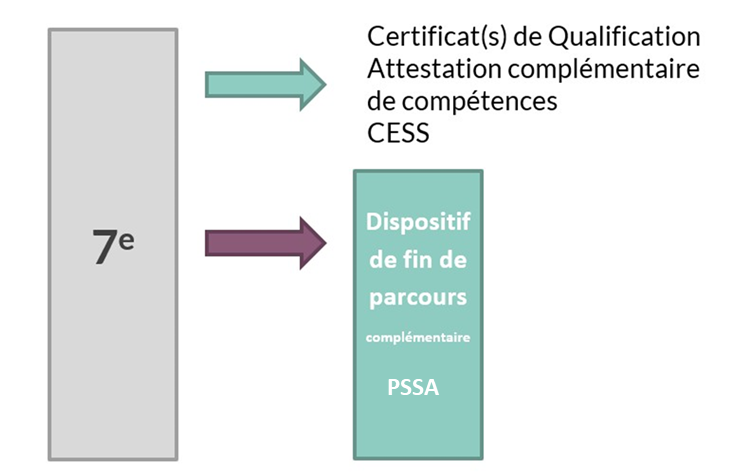 Certificat(s) de Qualification
Attestation complémentaire
de compétences
CESS
7e
Dispositif
de fin de
parcours
complémentaire
PSSA